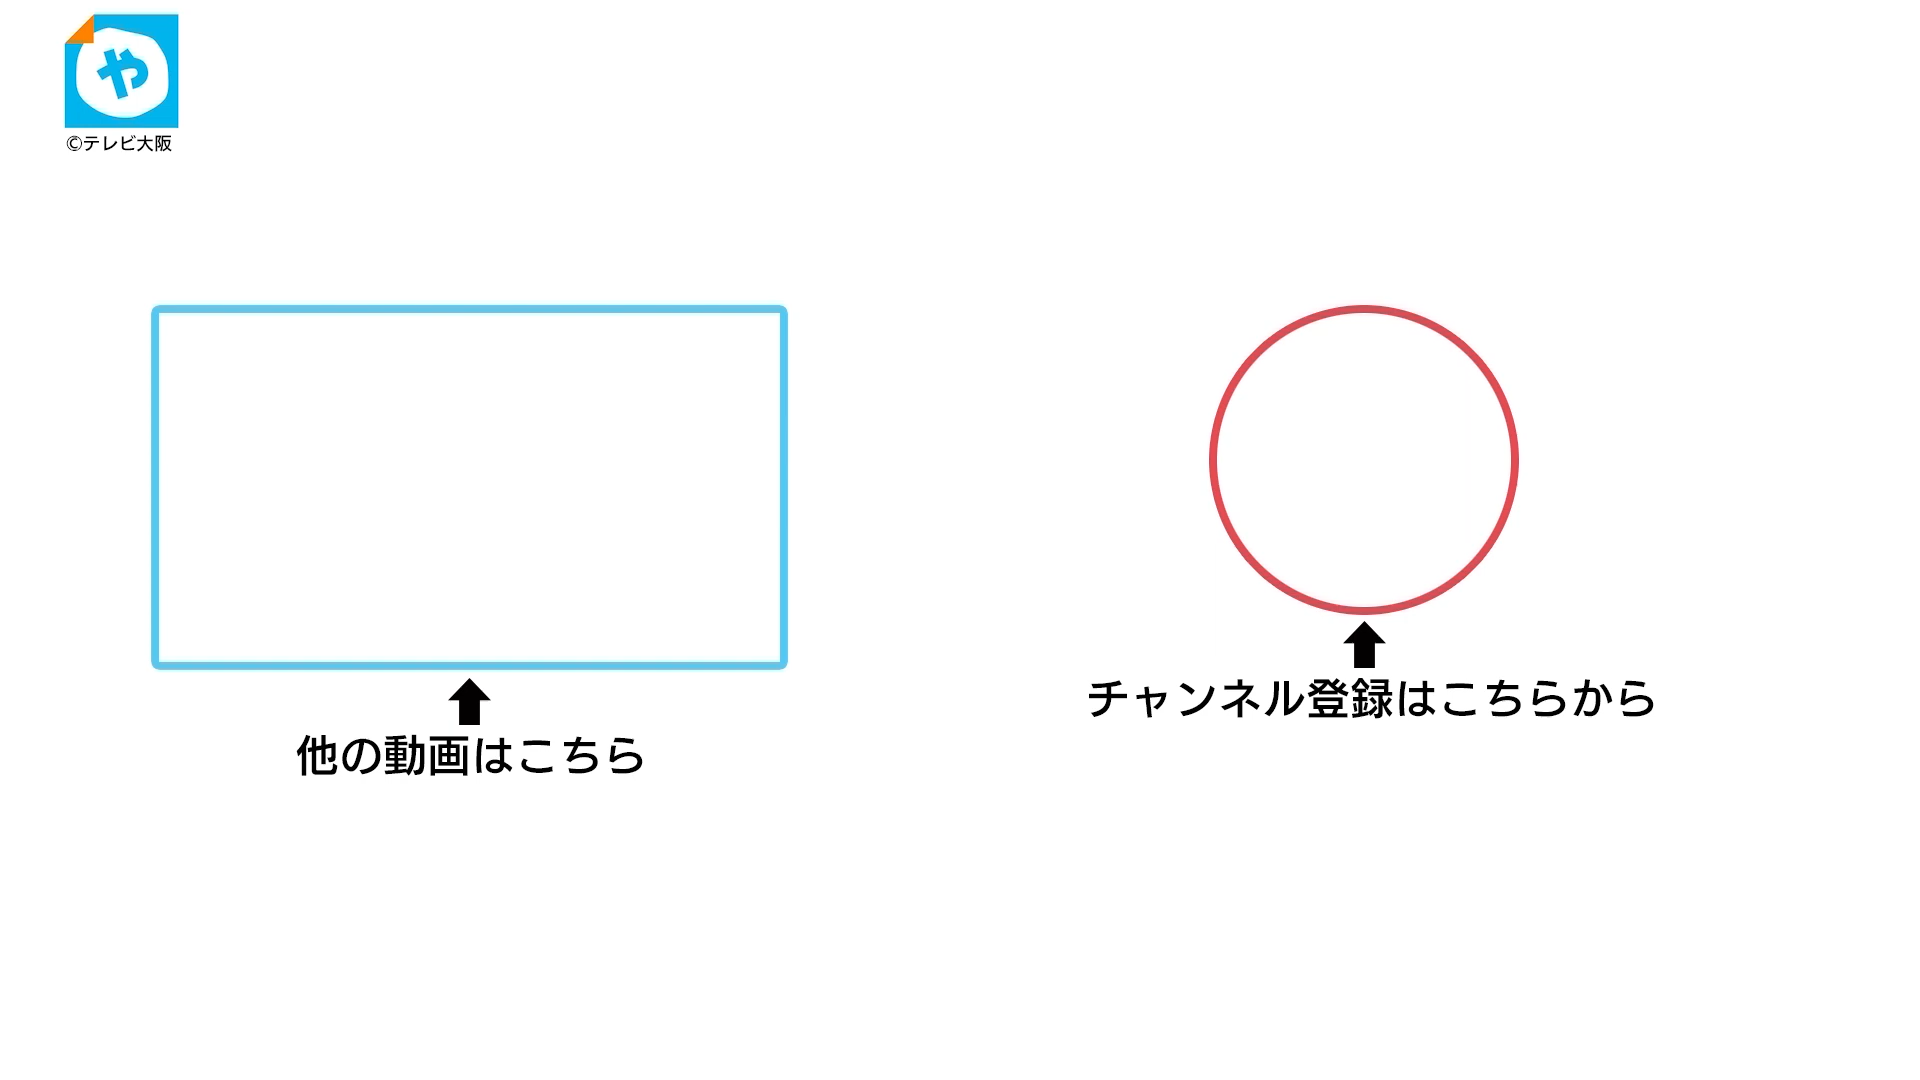 や
©テレビ大阪
他の動画はこちら
チャンネル登録はこちらから